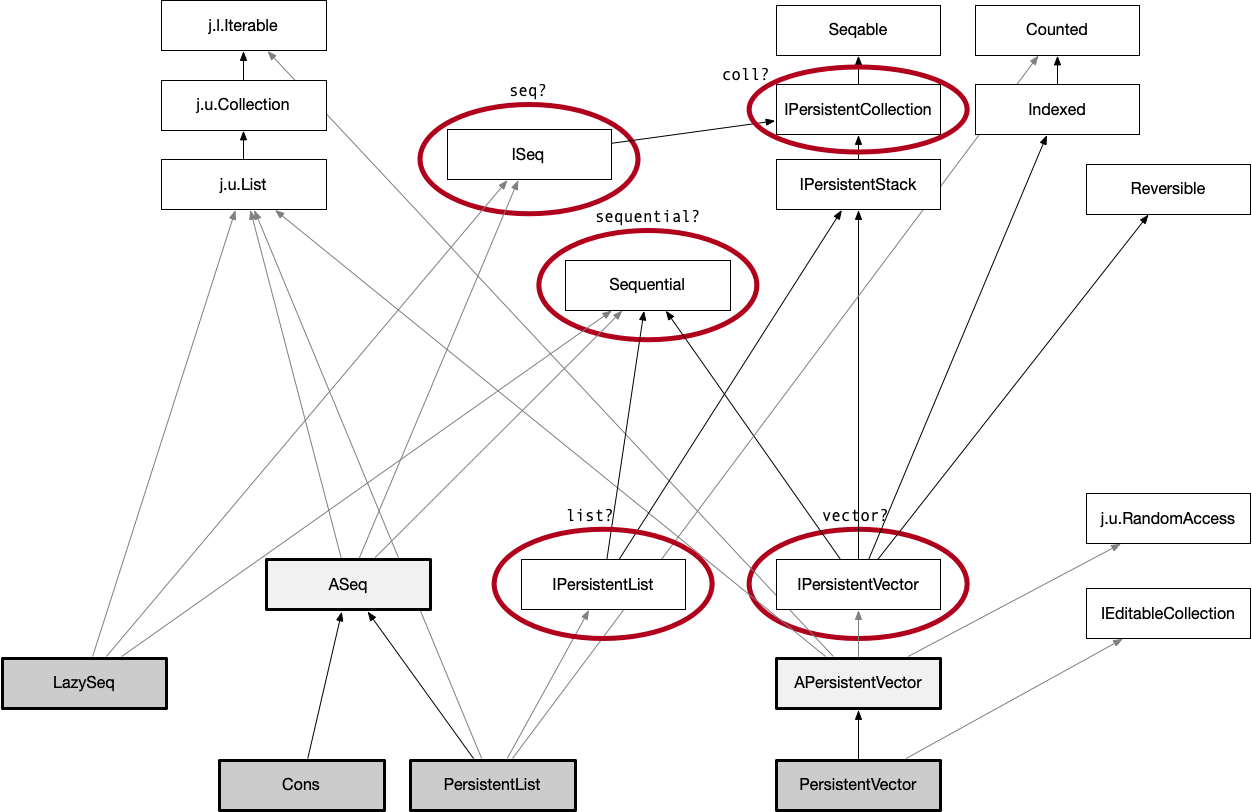 j.l.Iterable
Seqable
Counted
coll?
j.u.Collection
seq?
IPersistentCollection
Indexed
ISeq
j.u.List
IPersistentStack
Reversible
sequential?
Sequential
list?
vector?
j.u.RandomAccess
ASeq
IPersistentList
IPersistentVector
IEditableCollection
LazySeq
APersistentVector
Cons
PersistentList
PersistentVector